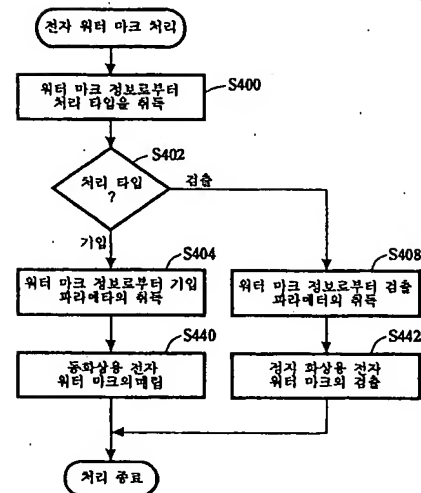 전자 워터 마크 처리
S400
워터 마크 정보로부터
처리 타입을 취득
S402
처리 타입
?
검출
기입
S404
워터 마크 정보로부터 기입
파라메타의 취득
S408
워터 마크 정보로부터 검출
파라메터의 취득
S440
동화상용 전자
워터 마크의매입
S442
정지 화상용 전자
워터 마크의 검출
처리 종료